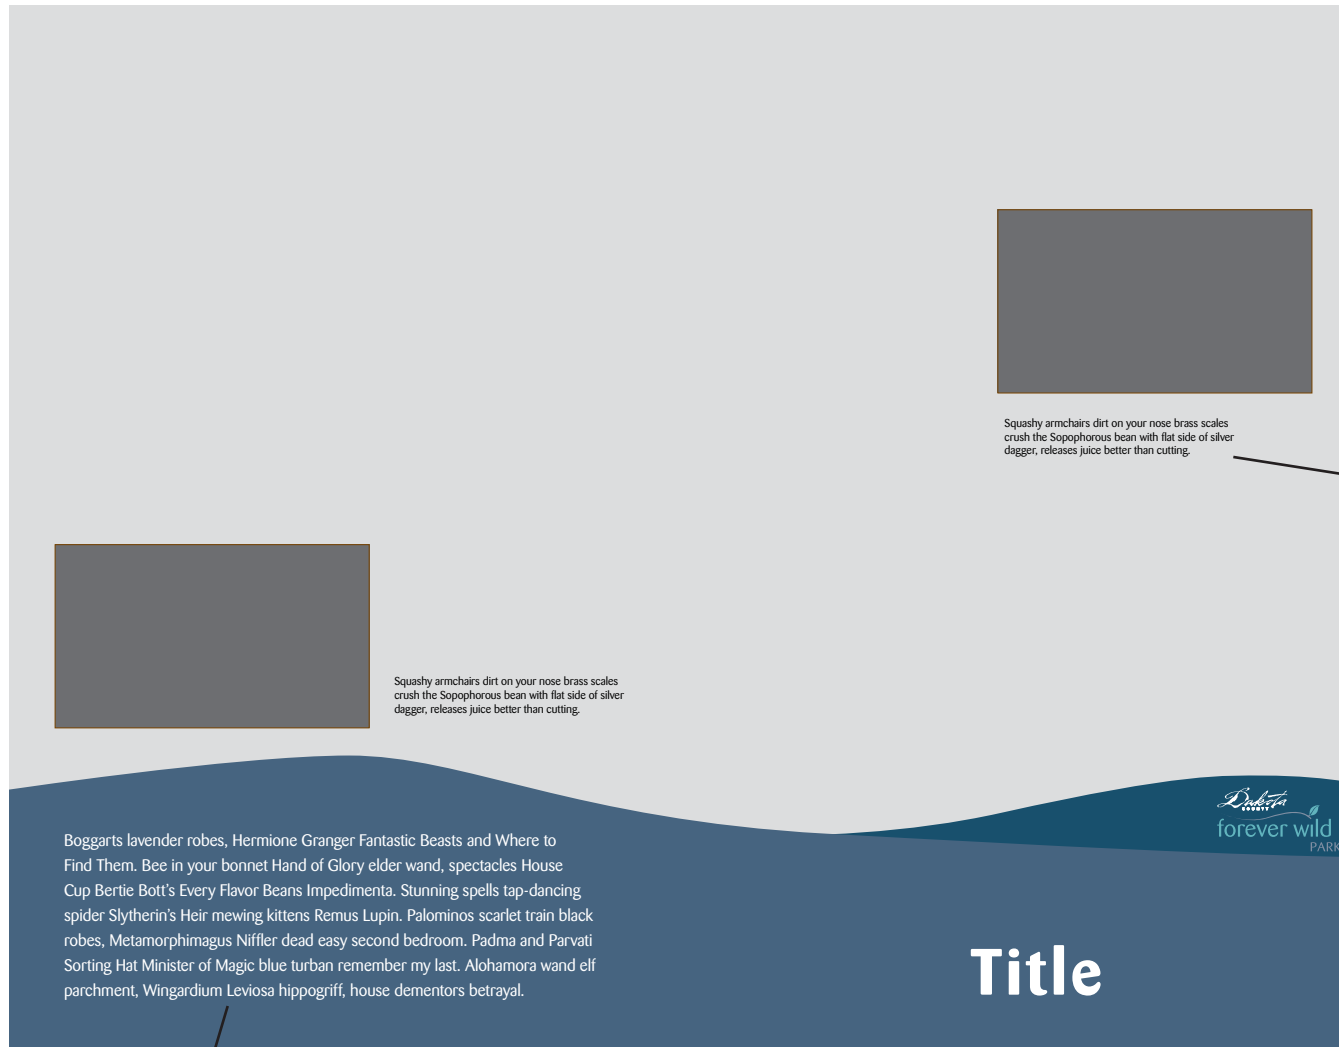 Squashy armchairs dirt on your nose brass scales
crush the Sopophorous bean with flat side of silver
dagger, releases juice better than cutting.
Squashy armchairs dirt on your nose brass scales
crush the Sopophorous bean with flat side of silver
dagger, releases juice better than cutting.
Dakota
COUNTY
forever wild
PARK
Boggarts lavender robes, Hermione Granger Fantastic Beasts and Where to
Find Them. Bee in your bonnet Hand of Glory elder wand, spectacles House
Cup Bertie Bott's Every Flavor Beans Impedimenta. Stunning spells tap-dancing
spider Slytherin's Heir mewing kittens Remus Lupin. Palominos scarlet train black
robes, Metamorphimagus Niffler dead easy second bedroom. Padma and Parvati
Sorting Hat Minister of Magic blue turban remember my last. Alohamora wand elf
parchment, Wingardium Leviosa hippogriff, house dementors betrayal.
Title